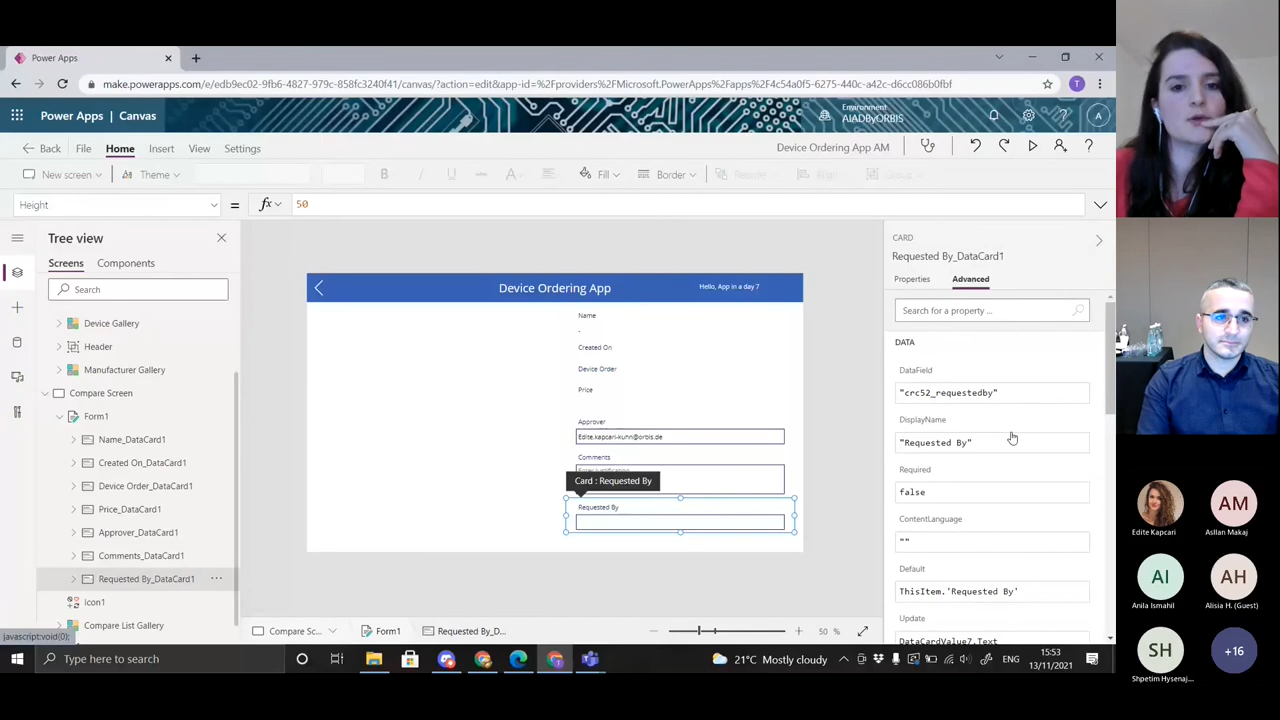 Power Apps
make.powerapps.com/e/edb9ec02-9fb6-4827-979c-858fc3240f41/canvas/?action=edit&app-id=%2Fproviders%2FMicrosoft.PowerApps%2Fapps%2F4c54a0f5-6275-440c-a42c-d6cc086b50bf
T
Power Apps | Canvas
Environment
AIADByORBIS
A
Back File Home Insert View Settings
Device Ordering App AM
New screen Theme B U A Fill Border
Height = fx 50
Tree view
Screens Components
Search
Device Gallery
Header
Manufacturer Gallery
Compare Screen
Form1
Name_DataCard1
Created On_DataCard1
Device Order_DataCard1
Price_DataCard1
Approver_DataCard1
Comments_DataCard1
Requested By_DataCard1 ...
Icon1
Compare List Gallery
javascript:void(0);
Device Ordering App
Hello, App in a day 7
Name
-
Created On
Device Order
Price
Approver
Edite.kapcari-kuhn@orbis.de
Comments
Card : Requested By
Requested By
Compare Sc... Form1 Requested By_D...
50 %
CARD
Requested By_DataCard1
Properties Advanced
Search for a property ...
DATA
DataField
"crc52_requestedby"
DisplayName
"Requested By"
Required
false
ContentLanguage
""
Default
ThisItem.'Requested By'
Update
DataCardValue7.Text
Type here to search
21°C Mostly cloudy
ENG
15:53
13/11/2021
Edite Kapcari
AM
Asllan Makaj
AI
Anila Ismahil
AH
Alisia H. (Guest)
SH
Shpetim Hysenaj...
+16